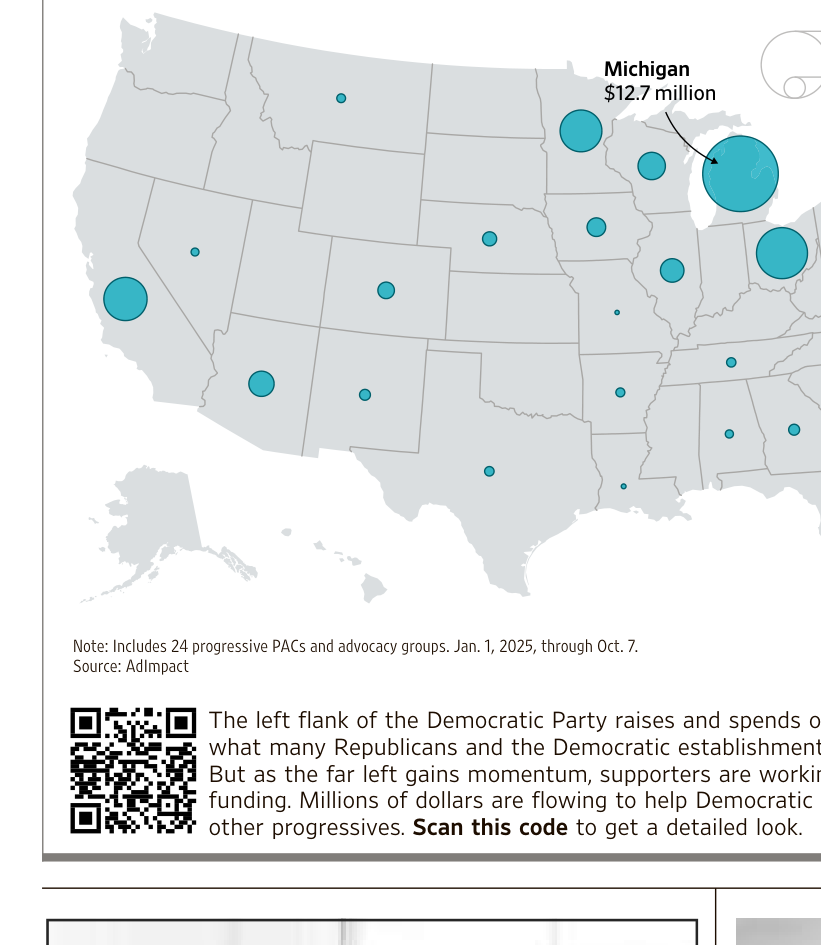 Michigan
$12.7 million
Note: Includes 24 progressive PACs and advocacy groups. Jan. 1, 2025, through Oct. 7.
Source: AdImpact
The left flank of the Democratic Party raises and spends
what many Republicans and the Democratic establishment
But as the far left gains momentum, supporters are
funding. Millions of dollars are flowing to help Democratic
other progressives. Scan this code to get a detailed look.